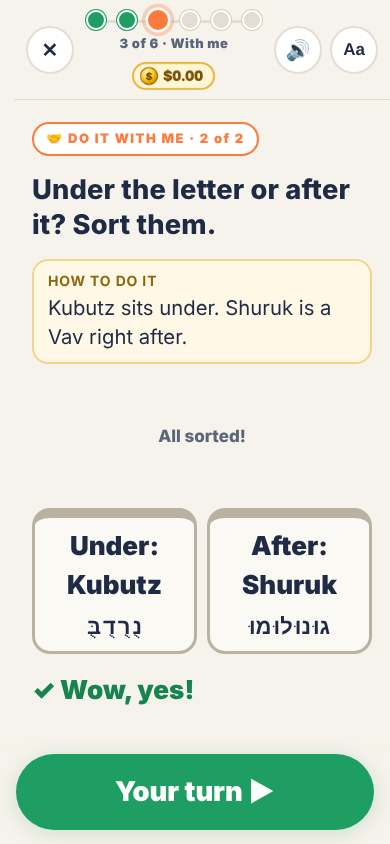 ✕
3 of 6 · With me
$ $0.00
Aa
DO IT WITH ME · 2 of 2
Under the letter or after
it? Sort them.
HOW TO DO IT
Kubutz sits under. Shuruk is a
Vav right after.
All sorted!
Under:
Kubutz
נֻרֻדֻבֻּ
After:
Shuruk
גוּנוּלוּמוּ
✓ Wow, yes!
Your turn ▶